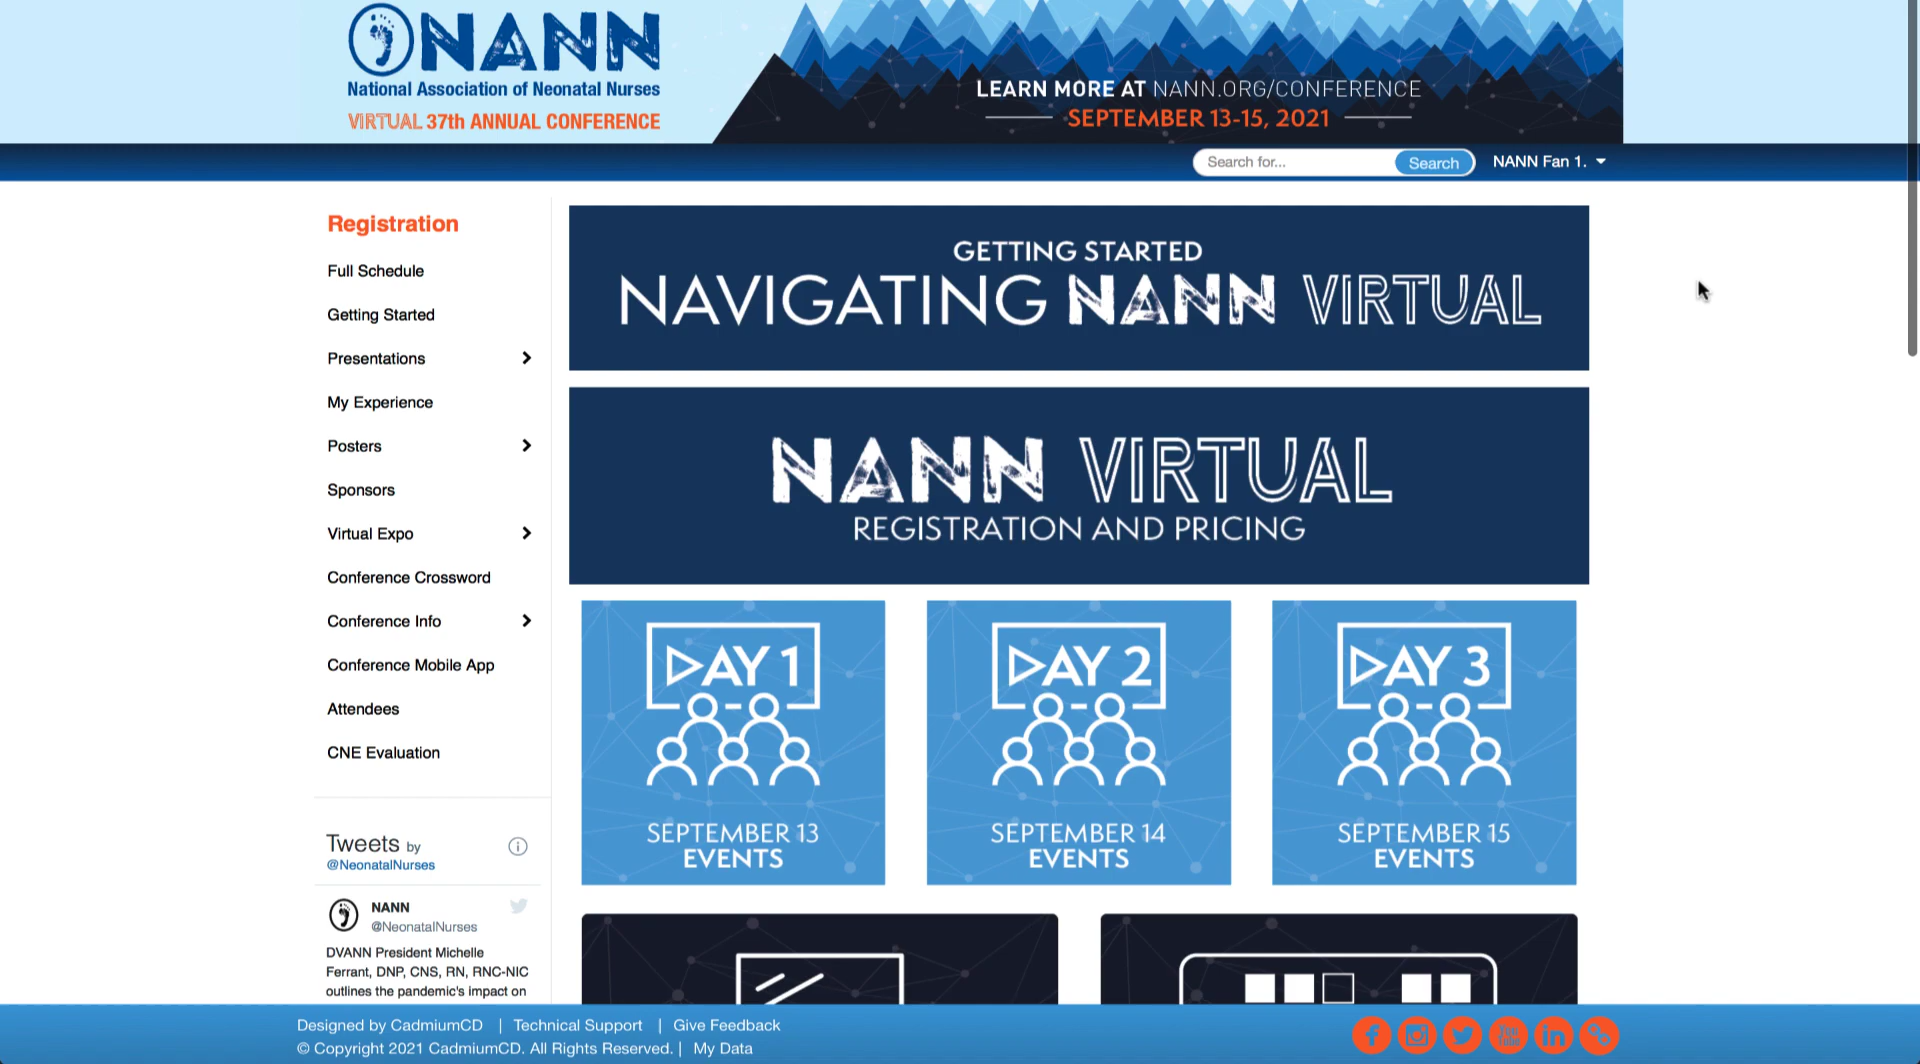 NANN
National Association of Neonatal Nurses
VIRTUAL 37th ANNUAL CONFERENCE
LEARN MORE AT NANN.ORG/CONFERENCE
SEPTEMBER 13-15, 2021
Search for...
Search
NANN Fan 1.
Registration
Full Schedule
Getting Started
Presentations
My Experience
Posters
Sponsors
Virtual Expo
Conference Crossword
Conference Info
Conference Mobile App
Attendees
CNE Evaluation
Tweets by
@NeonatalNurses
NANN
@NeonatalNurses
DVANN President Michelle
Ferrant, DNP, CNS, RN, RNC-NIC
outlines the pandemic's impact on
GETTING STARTED
NAVIGATING NANN VIRTUAL
NANN VIRTUAL
REGISTRATION AND PRICING
DAY 1
SEPTEMBER 13
EVENTS
DAY 2
SEPTEMBER 14
EVENTS
DAY 3
SEPTEMBER 15
EVENTS
Designed by CadmiumCD | Technical Support | Give Feedback
© Copyright 2021 CadmiumCD. All Rights Reserved. | My Data
You
Tube
in